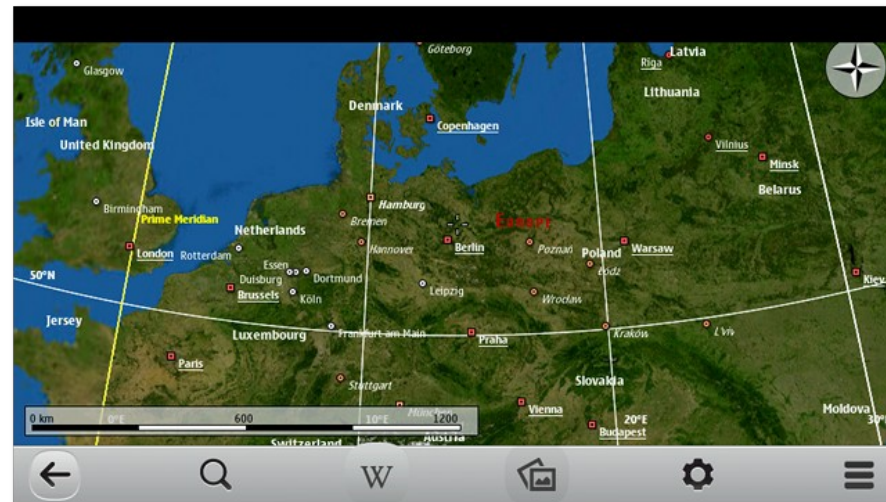 Göteborg
Latvia
Riga
Glasgow
Lithuania
Denmark
Isle of Man
Copenhagen
United Kingdom
Vilnius
Minsk
Belarus
Hamburg
Birmingham
Prime Meridian
Bremen
Netherlands
Europe
London
Rotterdam
Hannover
Berlin
Poznań
Poland
Warsaw
Essen
Łódź
50°N
Duisburg
Dortmund
Leipzig
Kiev
Brussels
Köln
Wrocław
Jersey
Luxembourg
Frankfurt am Main
Praha
Kraków
L'viv
Paris
Stuttgart
Slovakia
München
Vienna
Moldova
0 km
600
1200
0°E
10°E
20°E
Budapest
Switzerland
Austria
W